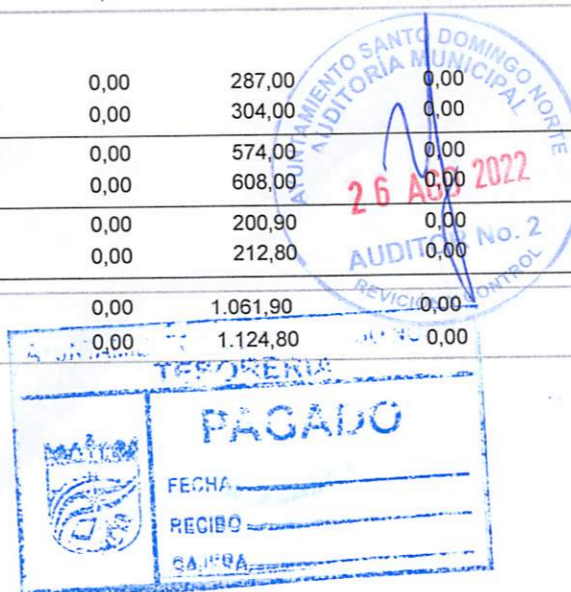 0,00 287,00 0,00
0,00 304,00 0,00
0,00 574,00 0,00
0,00 608,00 0,00
0,00 200,90 0,00
0,00 212,80 0,00
0,00 1.061,90 0,00
0,00 1.124,80 0,00
AYUNTAMIENTO SANTO DOMINGO NORTE
AUDITORÍA MUNICIPAL
26 AGO 2022
AUDITOR No. 2
REVICIÓN CONTROL
TESORERIA
PAGADO
FECHA
RECIBO
CAJERA